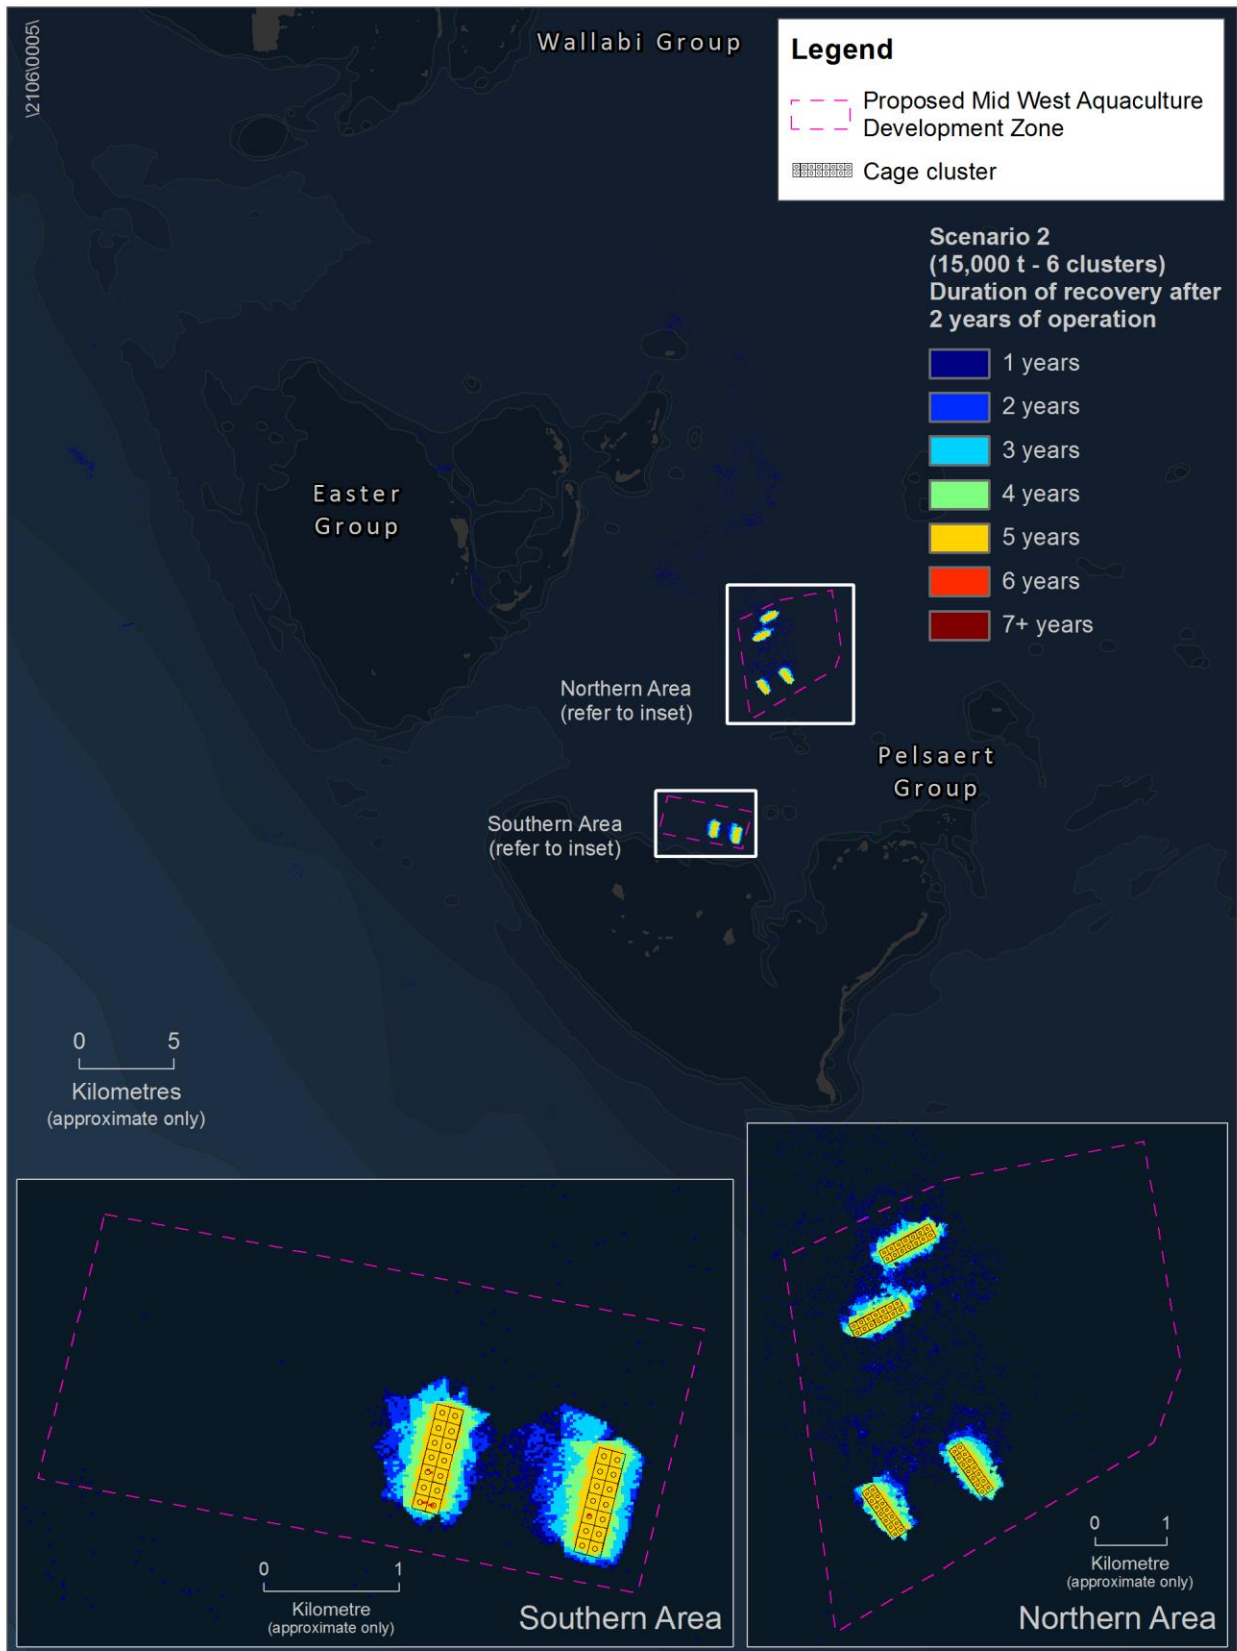 \2106\0005\
Wallabi Group
Legend
Proposed Mid West Aquaculture
Development Zone
Cage cluster
Scenario 2
(15,000 t - 6 clusters)
Duration of recovery after
2 years of operation
1 years
2 years
3 years
4 years
5 years
6 years
7+ years
Easter
Group
Northern Area
(refer to inset)
Pelsaert
Group
Southern Area
(refer to inset)
0 5
Kilometres
(approximate only)
0 1
Kilometre
(approximate only)
Southern Area
0 1
Kilometre
(approximate only)
Northern Area